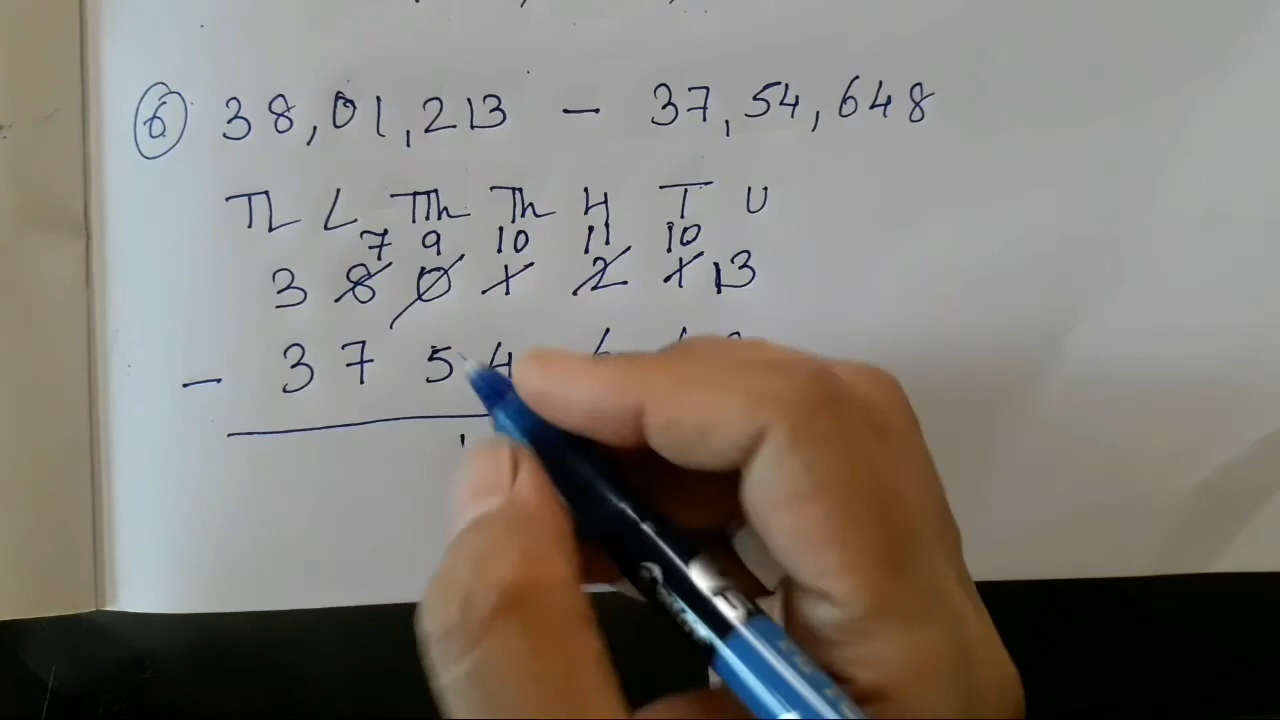 6 38,01,213 - 37,54,648
TL L TTh Th H T U
7 9 10 11 10
3 8 0 1 2 1 13
- 3 7 5 4